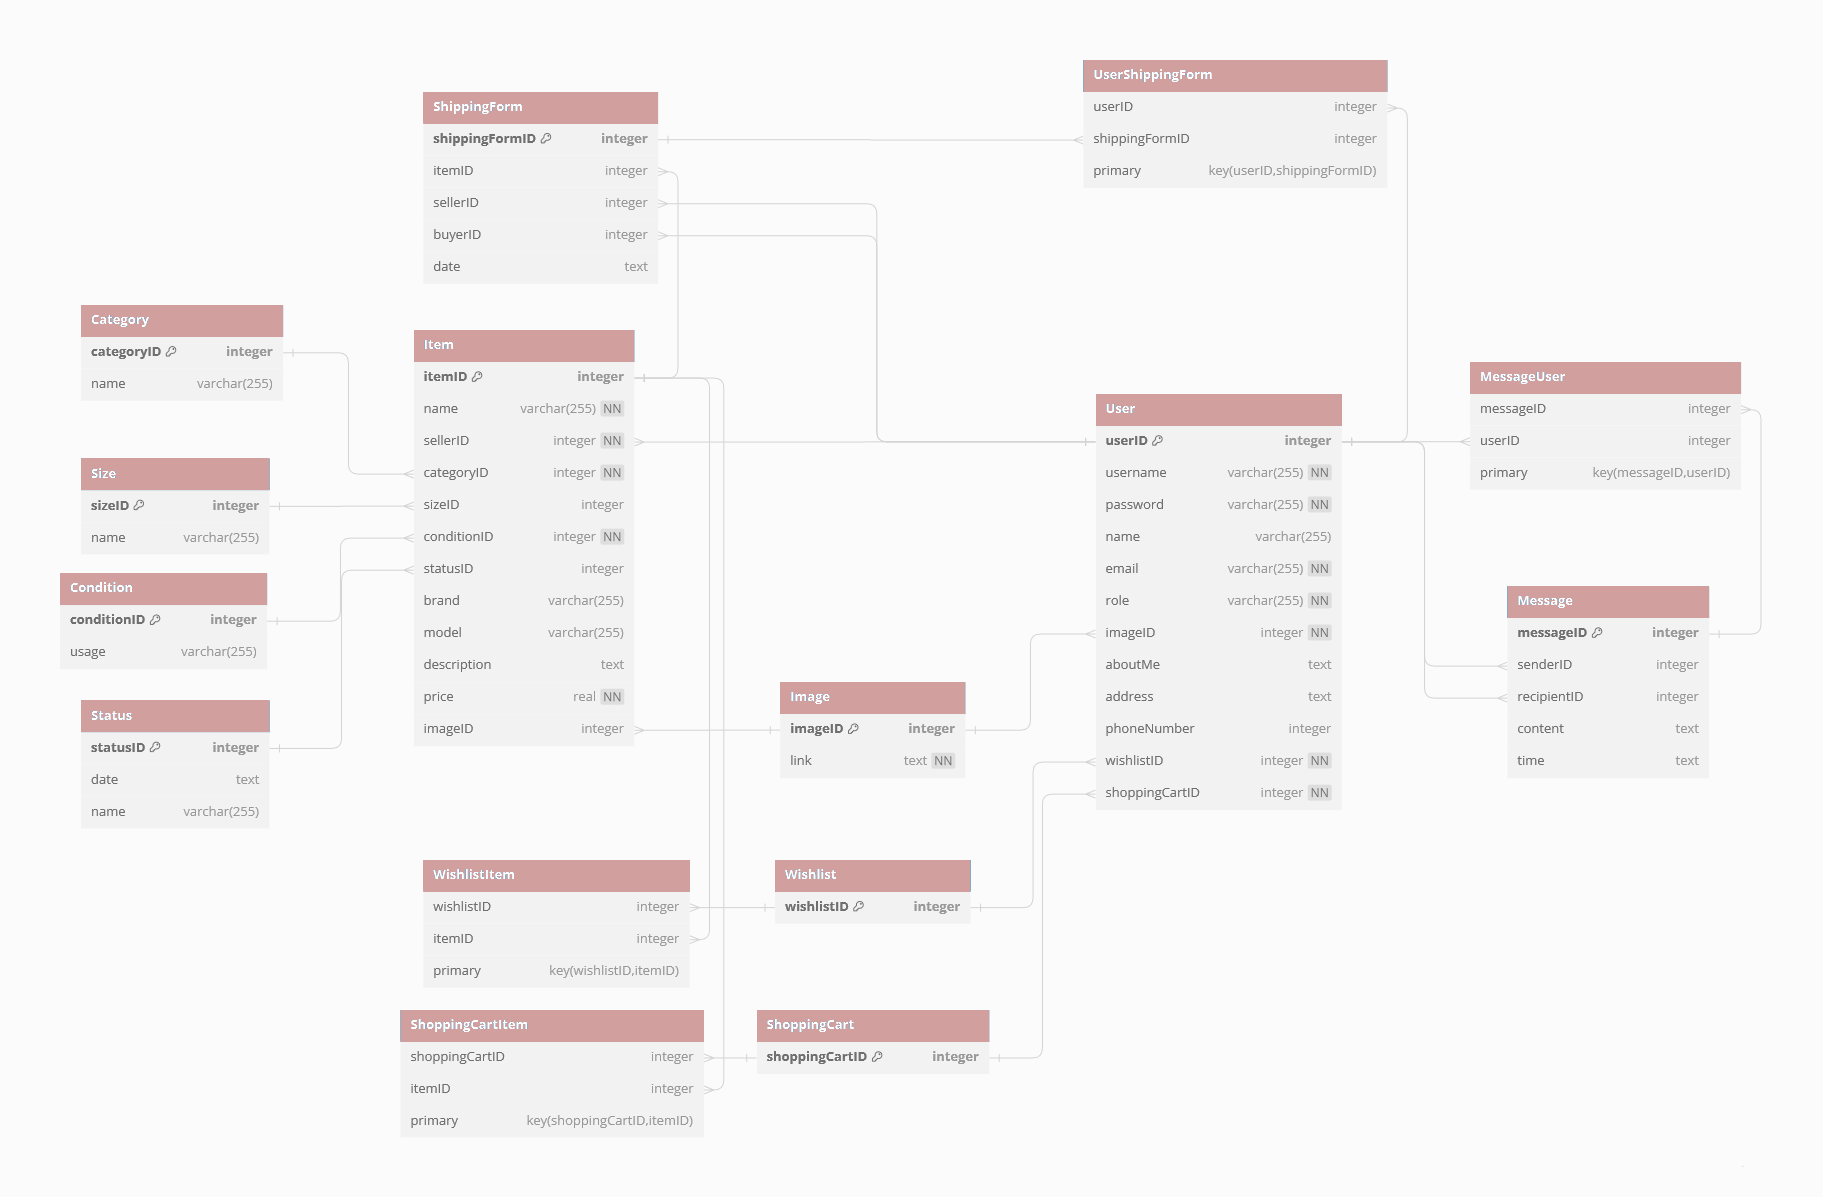 UserShippingForm
userID integer
shippingFormID integer
primary key(userID,shippingFormID)
ShippingForm
shippingFormID integer
itemID integer
sellerID integer
buyerID integer
date text
Category
categoryID integer
name varchar(255)
Item
itemID integer
name varchar(255) NN
sellerID integer NN
categoryID integer NN
sizeID integer
conditionID integer NN
statusID integer
brand varchar(255)
model varchar(255)
description text
price real NN
imageID integer
Size
sizeID integer
name varchar(255)
Condition
conditionID integer
usage varchar(255)
Status
statusID integer
date text
name varchar(255)
User
userID integer
username varchar(255) NN
password varchar(255) NN
name varchar(255)
email varchar(255) NN
role varchar(255) NN
imageID integer NN
aboutMe text
address text
phoneNumber integer
wishlistID integer NN
shoppingCartID integer NN
MessageUser
messageID integer
userID integer
primary key(messageID,userID)
Message
messageID integer
senderID integer
recipientID integer
content text
time text
Image
imageID integer
link text NN
WishlistItem
wishlistID integer
itemID integer
primary key(wishlistID,itemID)
Wishlist
wishlistID integer
ShoppingCartItem
shoppingCartID integer
itemID integer
primary key(shoppingCartID,itemID)
ShoppingCart
shoppingCartID integer